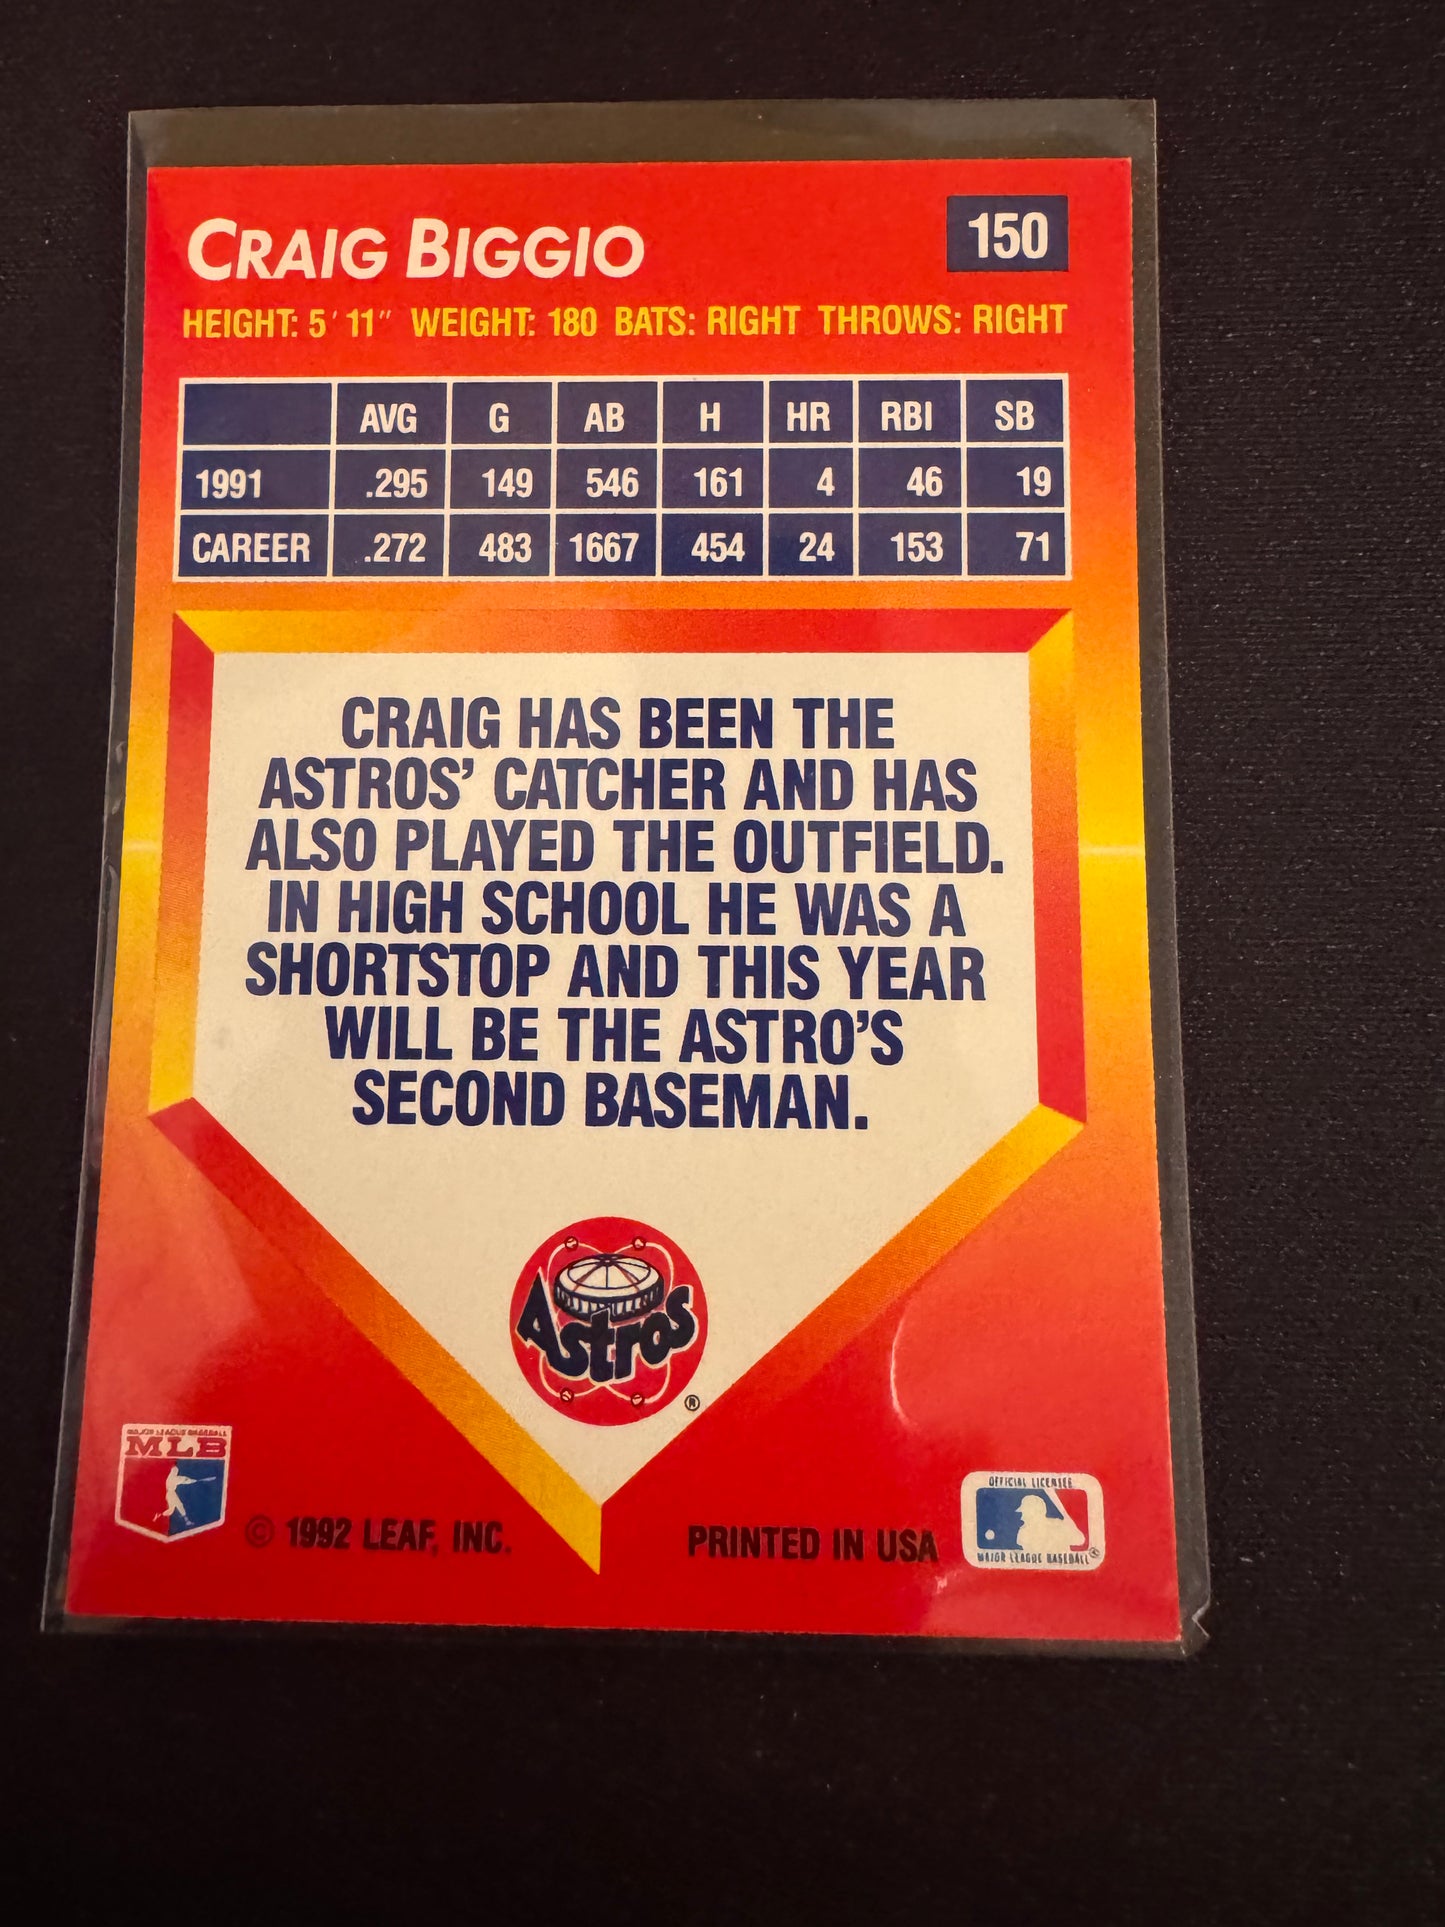 CRAIG BIGGIO
150
HEIGHT: 5' 11" WEIGHT: 180 BATS: RIGHT THROWS: RIGHT
AVG G AB H HR RBI SB
1991 .295 149 546 161 4 46 19
CAREER .272 483 1667 454 24 153 71
CRAIG HAS BEEN THE
ASTROS' CATCHER AND HAS
ALSO PLAYED THE OUTFIELD.
IN HIGH SCHOOL HE WAS A
SHORTSTOP AND THIS YEAR
WILL BE THE ASTRO'S
SECOND BASEMAN.
Astros
®
MAJOR LEAGUE BASEBALL
MLB
© 1992 LEAF, INC.
PRINTED IN USA
OFFICIAL LICENSEE
MAJOR LEAGUE BASEBALL®